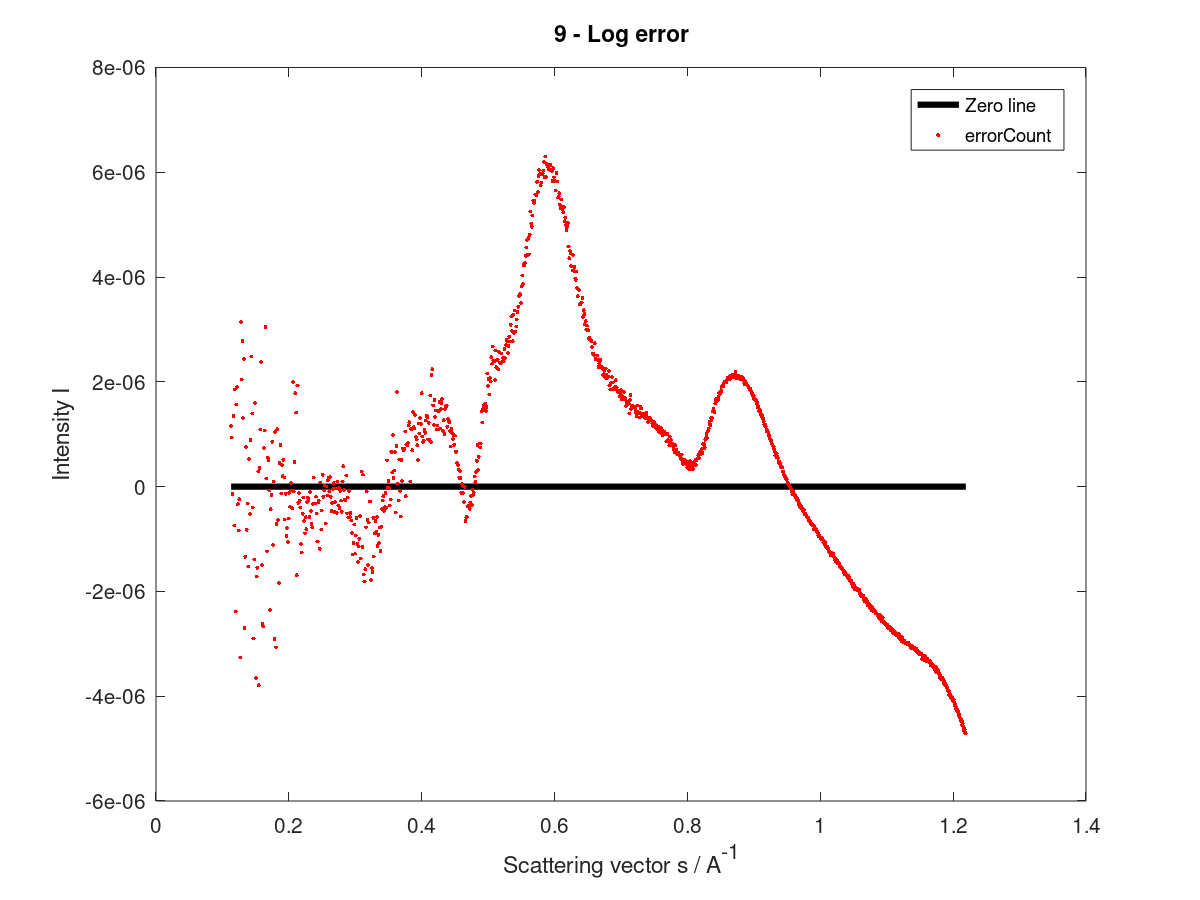 9 - Log error
8e-06
6e-06
4e-06
2e-06
0
-2e-06
-4e-06
-6e-06
Intensity I
Zero line
errorCount
0 0.2 0.4 0.6 0.8 1 1.2 1.4
Scattering vector s / A^-1